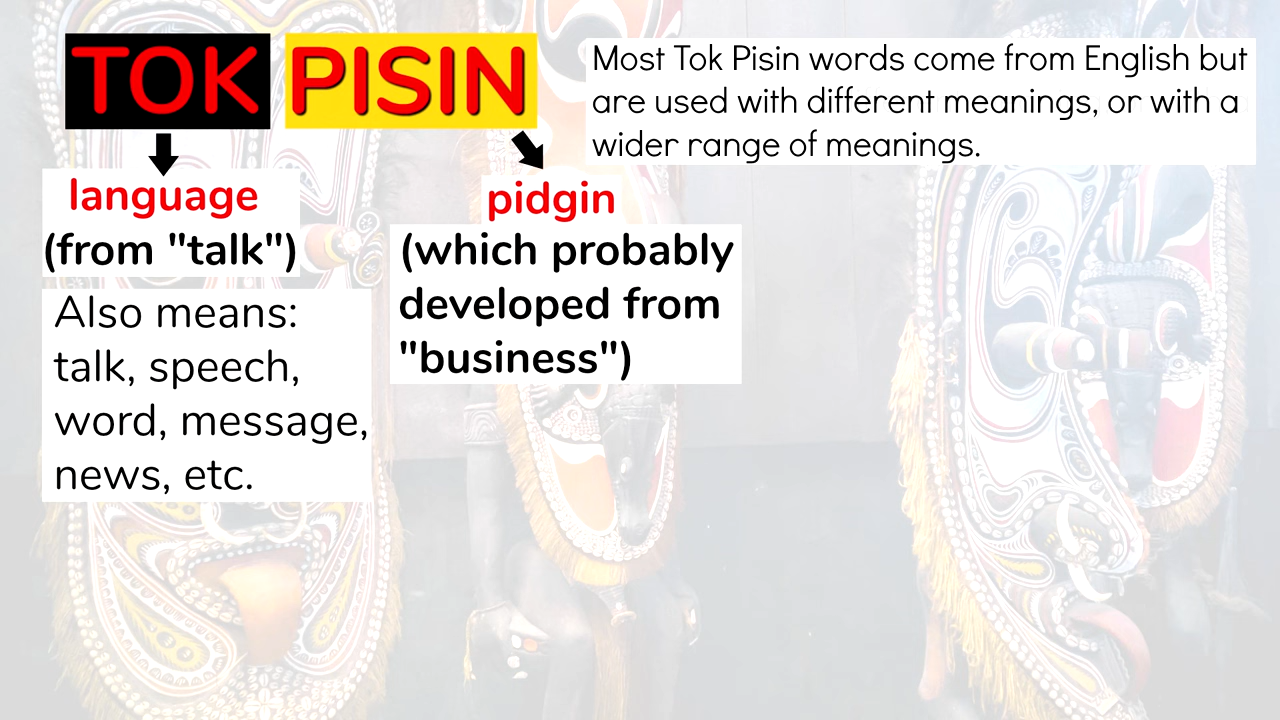 TOK PISIN
language
(from "talk")
Also means:
talk, speech,
word, message,
news, etc.
pidgin
(which probably
developed from
"business")
Most Tok Pisin words come from English but
are used with different meanings, or with a
wider range of meanings.